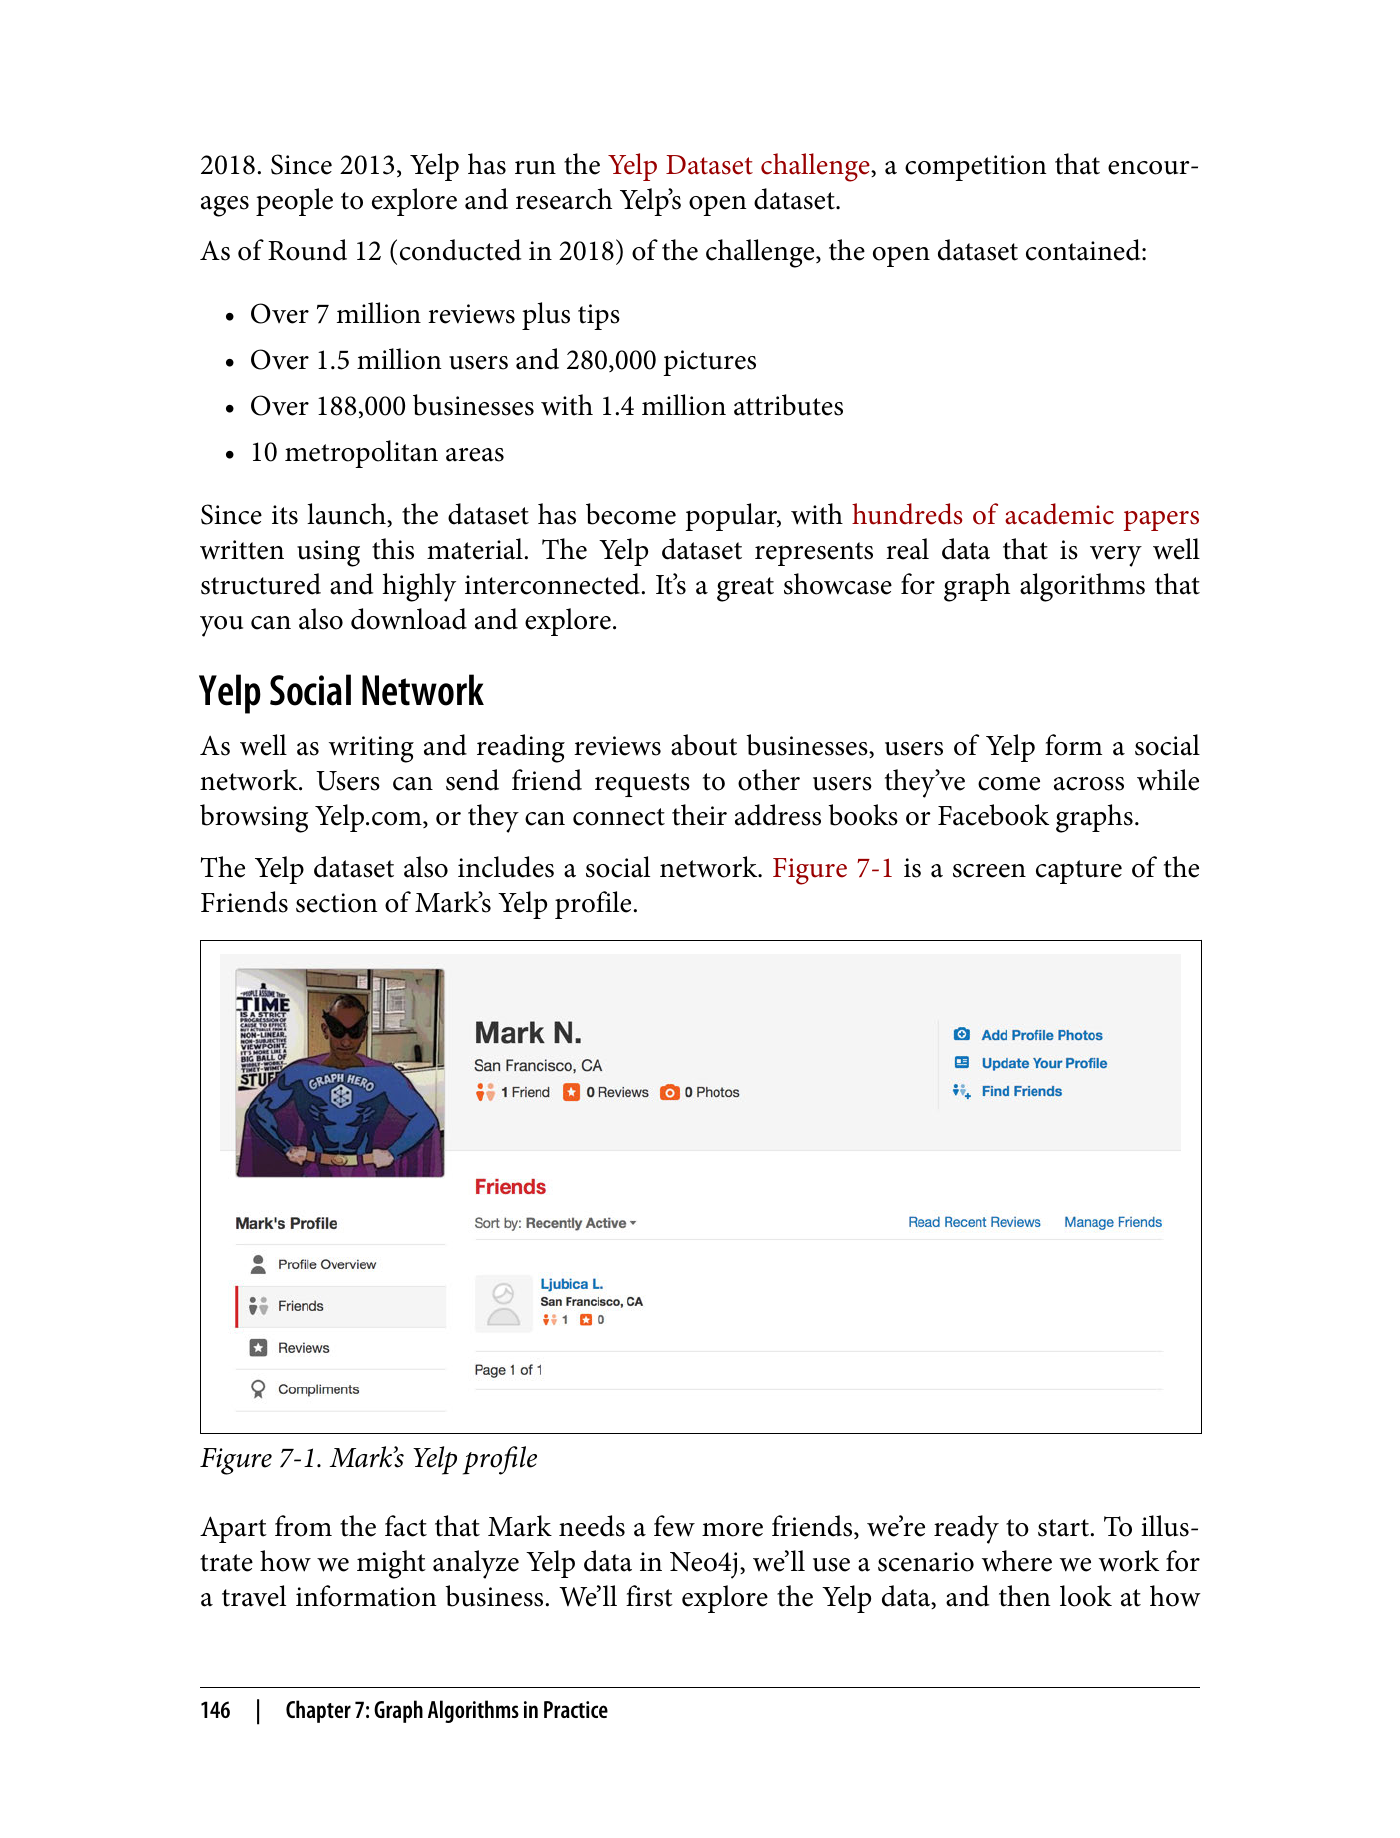 2018. Since 2013, Yelp has run the Yelp Dataset challenge, a competition that encour-
ages people to explore and research Yelp’s open dataset.
As of Round 12 (conducted in 2018) of the challenge, the open dataset contained:
• Over 7 million reviews plus tips
• Over 1.5 million users and 280,000 pictures
• Over 188,000 businesses with 1.4 million attributes
• 10 metropolitan areas
Since its launch, the dataset has become popular, with hundreds of academic papers
written using this material. The Yelp dataset represents real data that is very well
structured and highly interconnected. It’s a great showcase for graph algorithms that
you can also download and explore.
Yelp Social Network
As well as writing and reading reviews about businesses, users of Yelp form a social
network. Users can send friend requests to other users they’ve come across while
browsing Yelp.com, or they can connect their address books or Facebook graphs.
The Yelp dataset also includes a social network. Figure 7-1 is a screen capture of the
Friends section of Mark’s Yelp profile.
"PEOPLE ASSUME THAT
TIME
IS A STRICT
PROGRESSION OF
CAUSE TO EFFECT,
BUT ACTUALLY FROM A
NON-LINEAR,
NON-SUBJECTIVE
VIEWPOINT,
IT'S MORE LIKE A
BIG BALL OF
WIBBLY-WOBBLY
TIMEY-WIMEY
STUFF
GRAPH HERO
Mark N.
San Francisco, CA
1 Friend 0 Reviews 0 Photos
Add Profile Photos
Update Your Profile
Find Friends
Mark's Profile
Profile Overview
Friends
Reviews
Compliments
Friends
Sort by: Recently Active
Read Recent Reviews Manage Friends
Ljubica L.
San Francisco, CA
1 0
Page 1 of 1
Figure 7-1. Mark’s Yelp profile
Apart from the fact that Mark needs a few more friends, we’re ready to start. To illus-
trate how we might analyze Yelp data in Neo4j, we’ll use a scenario where we work for
a travel information business. We’ll first explore the Yelp data, and then look at how
146 | Chapter 7: Graph Algorithms in Practice